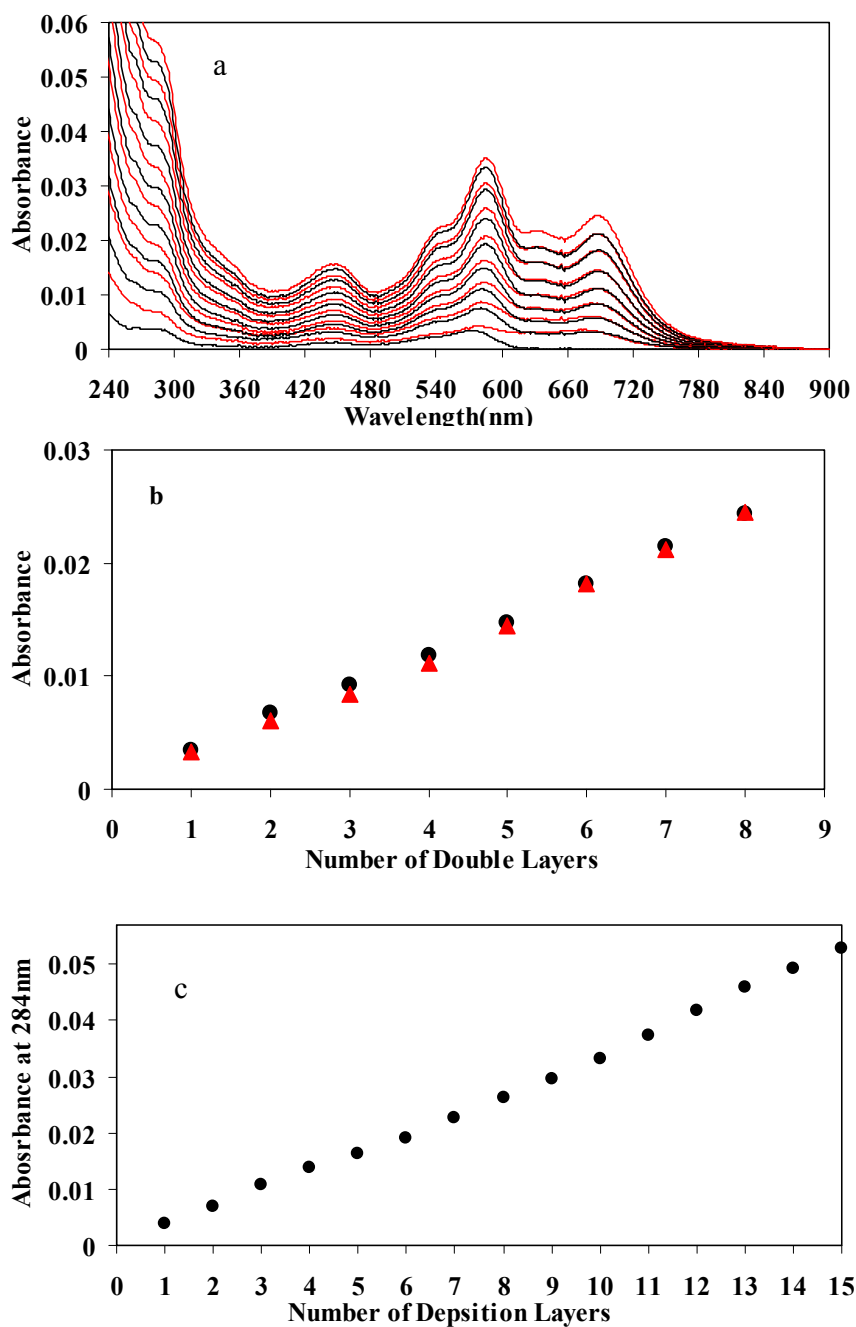 a
0.06
0.05
0.04
0.03
0.02
0.01
0
Absorbance
240 300 360 420 480 540 600 660 720 780 840 900
Wavelength(nm)
b
0.03
0.02
0.01
0
Absorbance
0 1 2 3 4 5 6 7 8 9
Number of Double Layers
c
0.05
0.04
0.03
0.02
0.01
0
Abosrbance at 284nm
0 1 2 3 4 5 6 7 8 9 10 11 12 13 14 15
Number of Depsition Layers